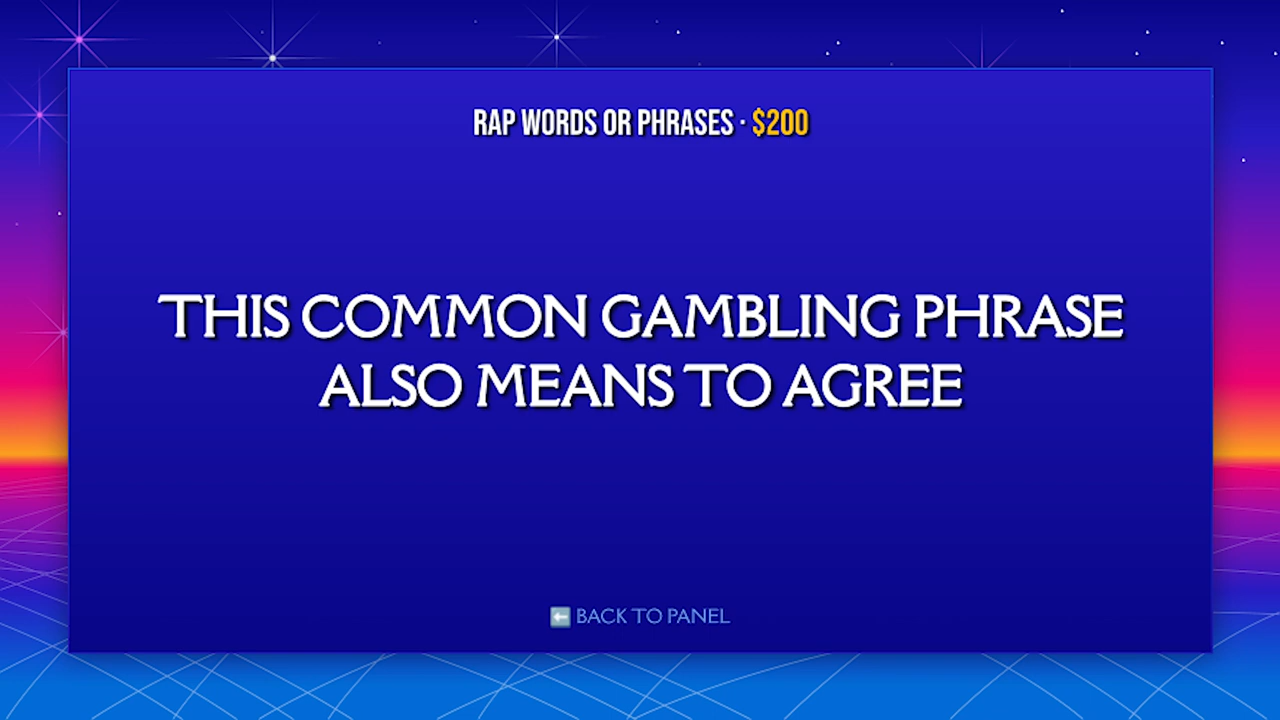 RAP WORDS OR PHRASES · $200
THIS COMMON GAMBLING PHRASE
ALSO MEANS TO AGREE
⬅ BACK TO PANEL